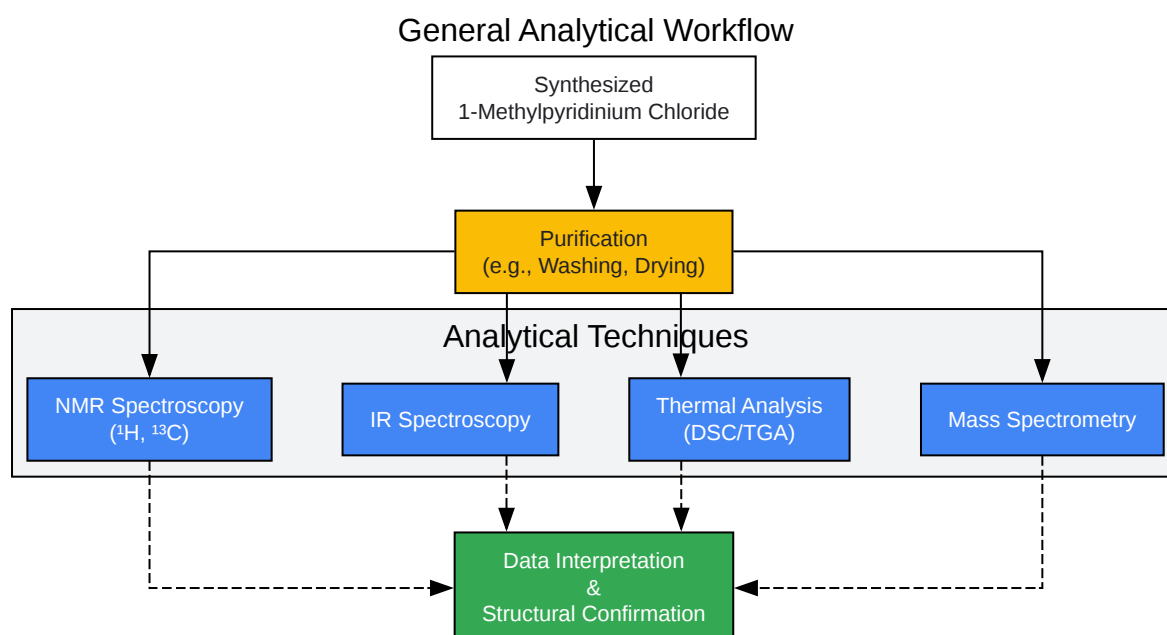 General Analytical Workflow
Synthesized
1-Methylpyridinium Chloride
Purification
(e.g., Washing, Drying)
Analytical Techniques
NMR Spectroscopy
(¹H, ¹³C)
IR Spectroscopy
Thermal Analysis
(DSC/TGA)
Mass Spectrometry
Data Interpretation
&
Structural Confirmation